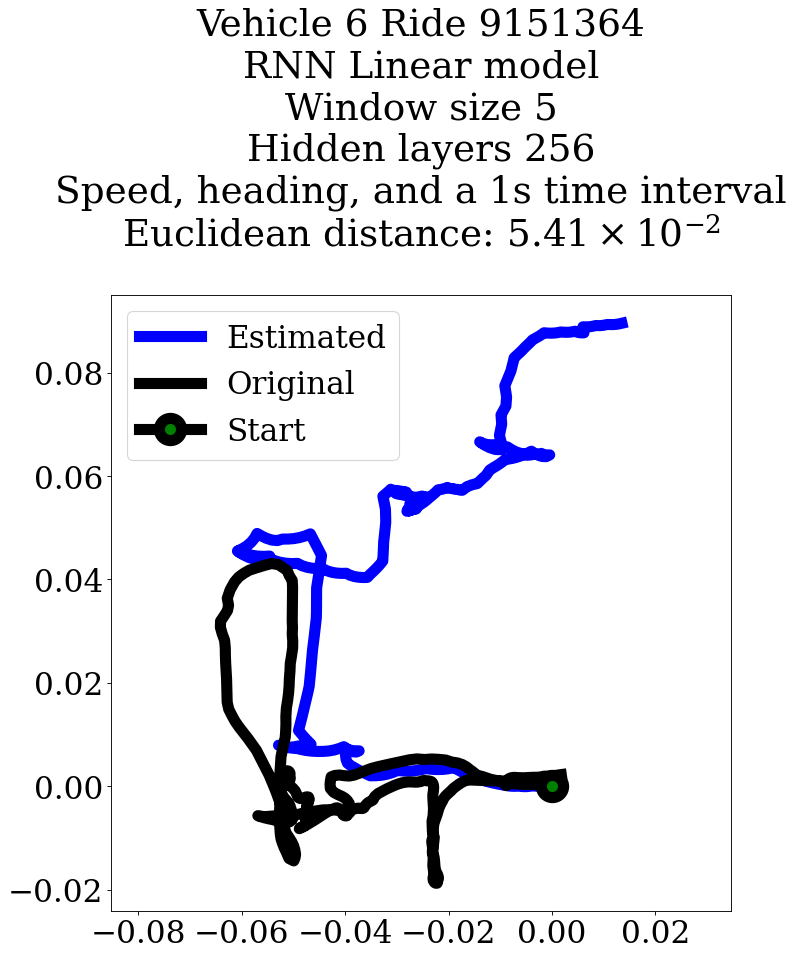 Vehicle 6 Ride 9151364
RNN Linear model
Window size 5
Hidden layers 256
Speed, heading, and a 1s time interval
Euclidean distance: 5.41 × 10⁻²
Estimated
Original
Start
0.08
0.06
0.04
0.02
0.00
−0.02
−0.08 −0.06 −0.04 −0.02 0.00 0.02